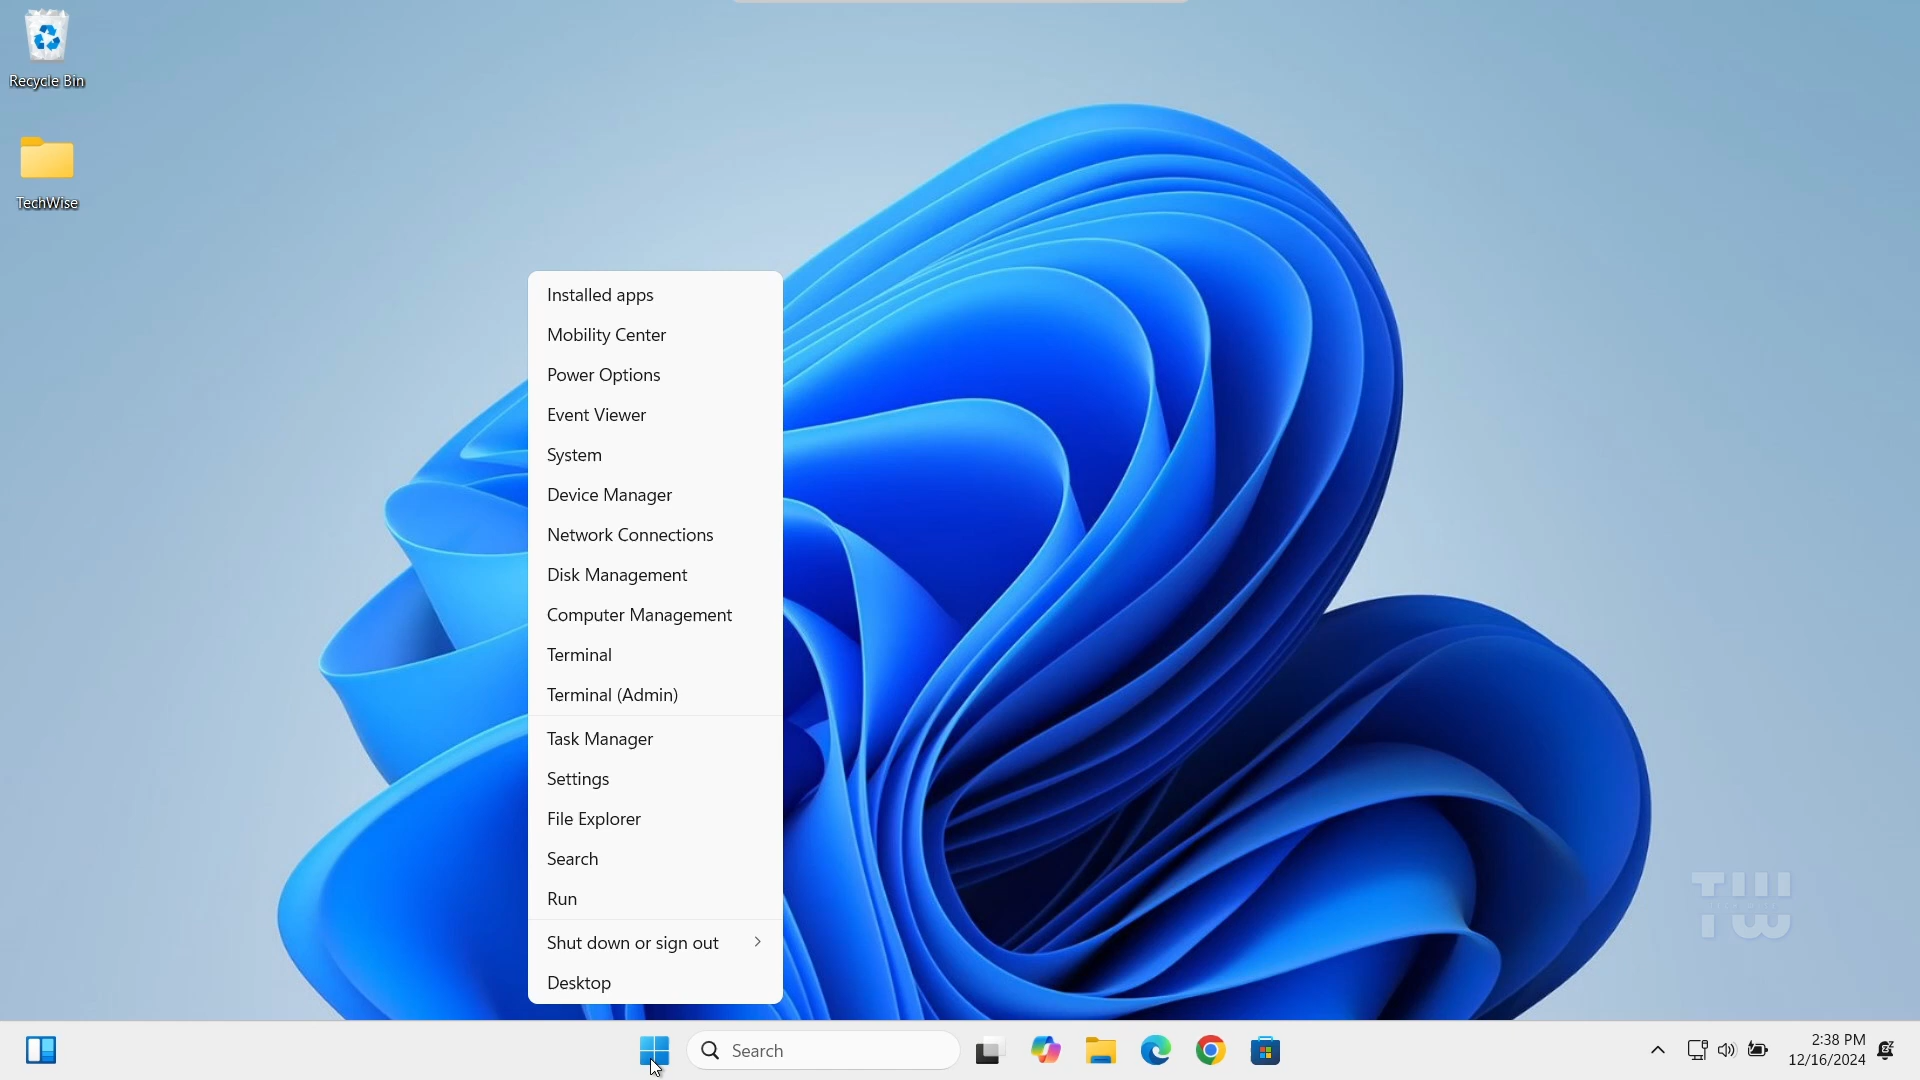 Recycle Bin
TechWise
Installed apps
Mobility Center
Power Options
Event Viewer
System
Device Manager
Network Connections
Disk Management
Computer Management
Terminal
Terminal (Admin)
Task Manager
Settings
File Explorer
Search
Run
Shut down or sign out
Desktop
TW
Search
2:38 PM
12/16/2024